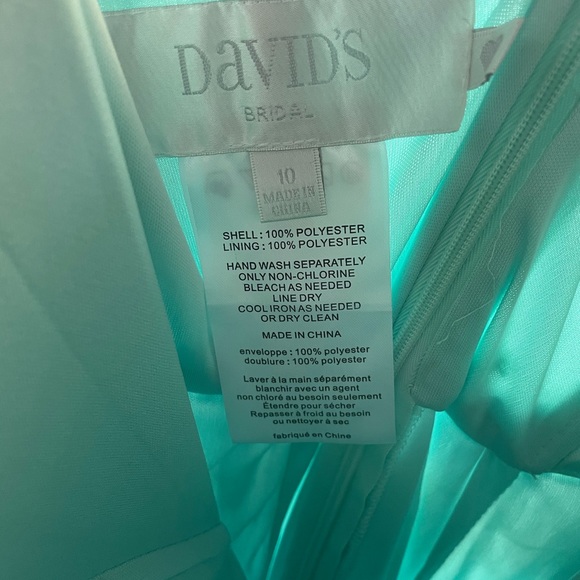 DaVID'S
BRIDAL
10
MADE IN
CHINA
SHELL : 100% POLYESTER
LINING : 100% POLYESTER
HAND WASH SEPARATELY
ONLY NON-CHLORINE
BLEACH AS NEEDED
LINE DRY
COOL IRON AS NEEDED
OR DRY CLEAN
MADE IN CHINA
enveloppe : 100% polyester
doublure : 100% polyester
Laver à la main séparément
blanchir avec un agent
non chloré au besoin seulement
Étendre pour sécher
Repasser à froid au besoin
ou nettoyer à sec
fabriqué en Chine